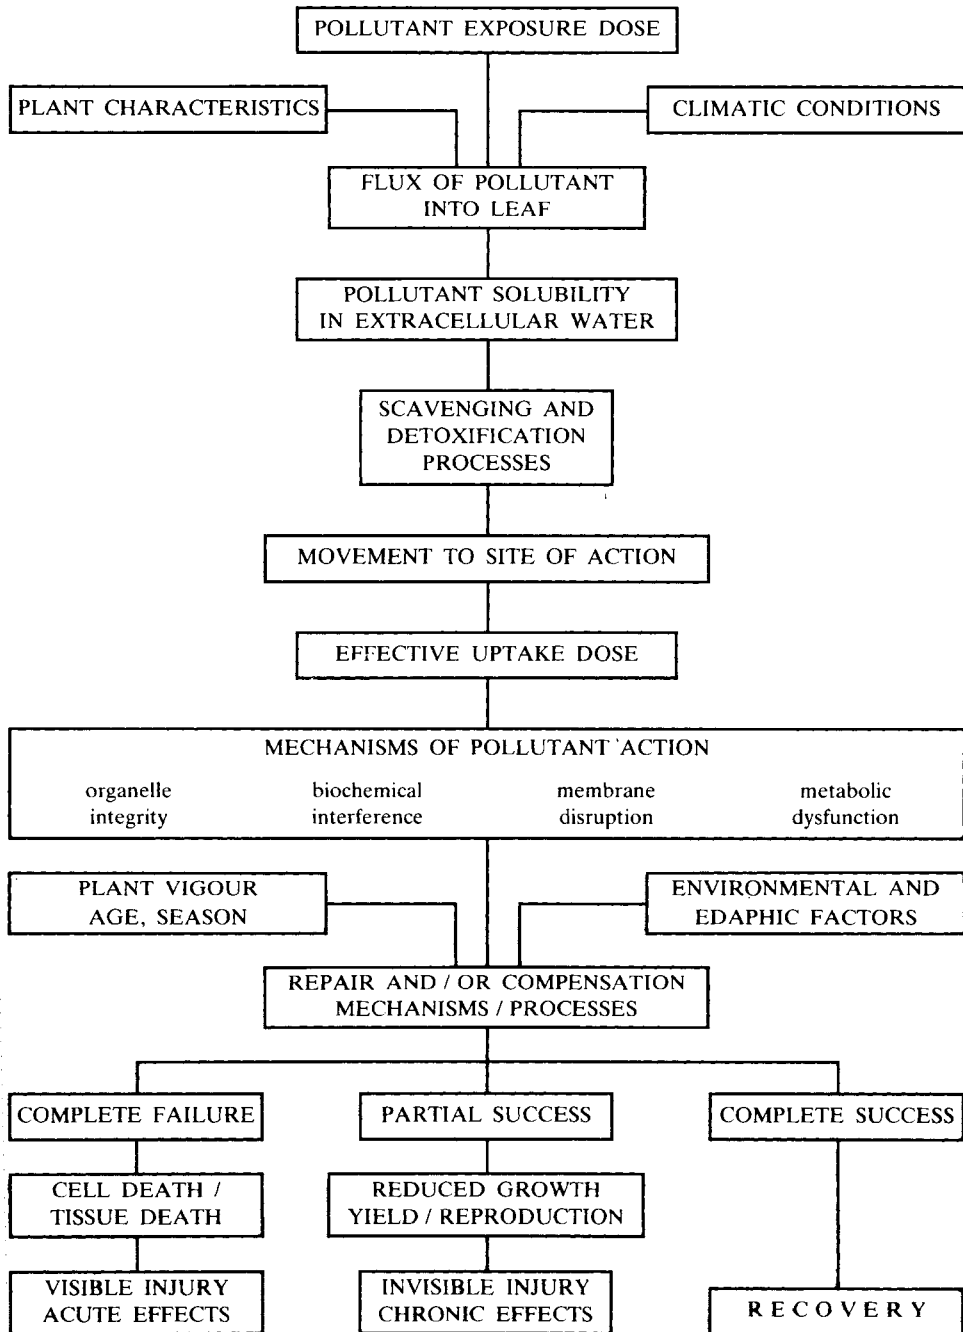 POLLUTANT EXPOSURE DOSE
PLANT CHARACTERISTICS
CLIMATIC CONDITIONS
FLUX OF POLLUTANT
INTO LEAF
POLLUTANT SOLUBILITY
IN EXTRACELLULAR WATER
SCAVENGING AND
DETOXIFICATION
PROCESSES
MOVEMENT TO SITE OF ACTION
EFFECTIVE UPTAKE DOSE
MECHANISMS OF POLLUTANT ACTION
organelle
integrity
biochemical
interference
membrane
disruption
metabolic
dysfunction
PLANT VIGOUR
AGE, SEASON
ENVIRONMENTAL AND
EDAPHIC FACTORS
REPAIR AND / OR COMPENSATION
MECHANISMS / PROCESSES
COMPLETE FAILURE
PARTIAL SUCCESS
COMPLETE SUCCESS
CELL DEATH /
TISSUE DEATH
REDUCED GROWTH
YIELD / REPRODUCTION
VISIBLE INJURY
ACUTE EFFECTS
INVISIBLE INJURY
CHRONIC EFFECTS
RECOVERY